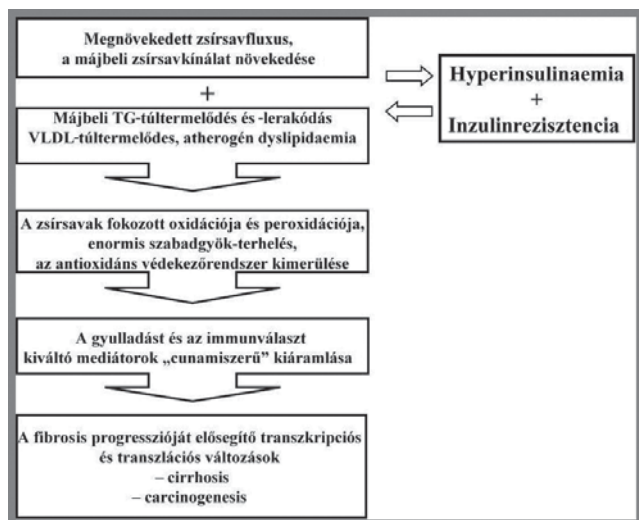 Megnövekedett zsírsavfluxus,
a májbeli zsírsavkínálat növekedése
+
Májbeli TG-túltermelődés és -lerakódás
VLDL-túltermelődes, atherogén dyslipidaemia
Hyperinsulinaemia
+
Inzulinrezisztencia
A zsírsavak fokozott oxidációja és peroxidációja,
enormis szabadgyök-terhelés,
az antioxidáns védekezőrendszer kimerülése
A gyulladást és az immunválaszt
kiváltó mediátorok „cunamiszerű” kiáramlása
A fibrosis progresszióját elősegítő transzkripciós
és transzlációs változások
– cirrhosis
– carcinogenesis